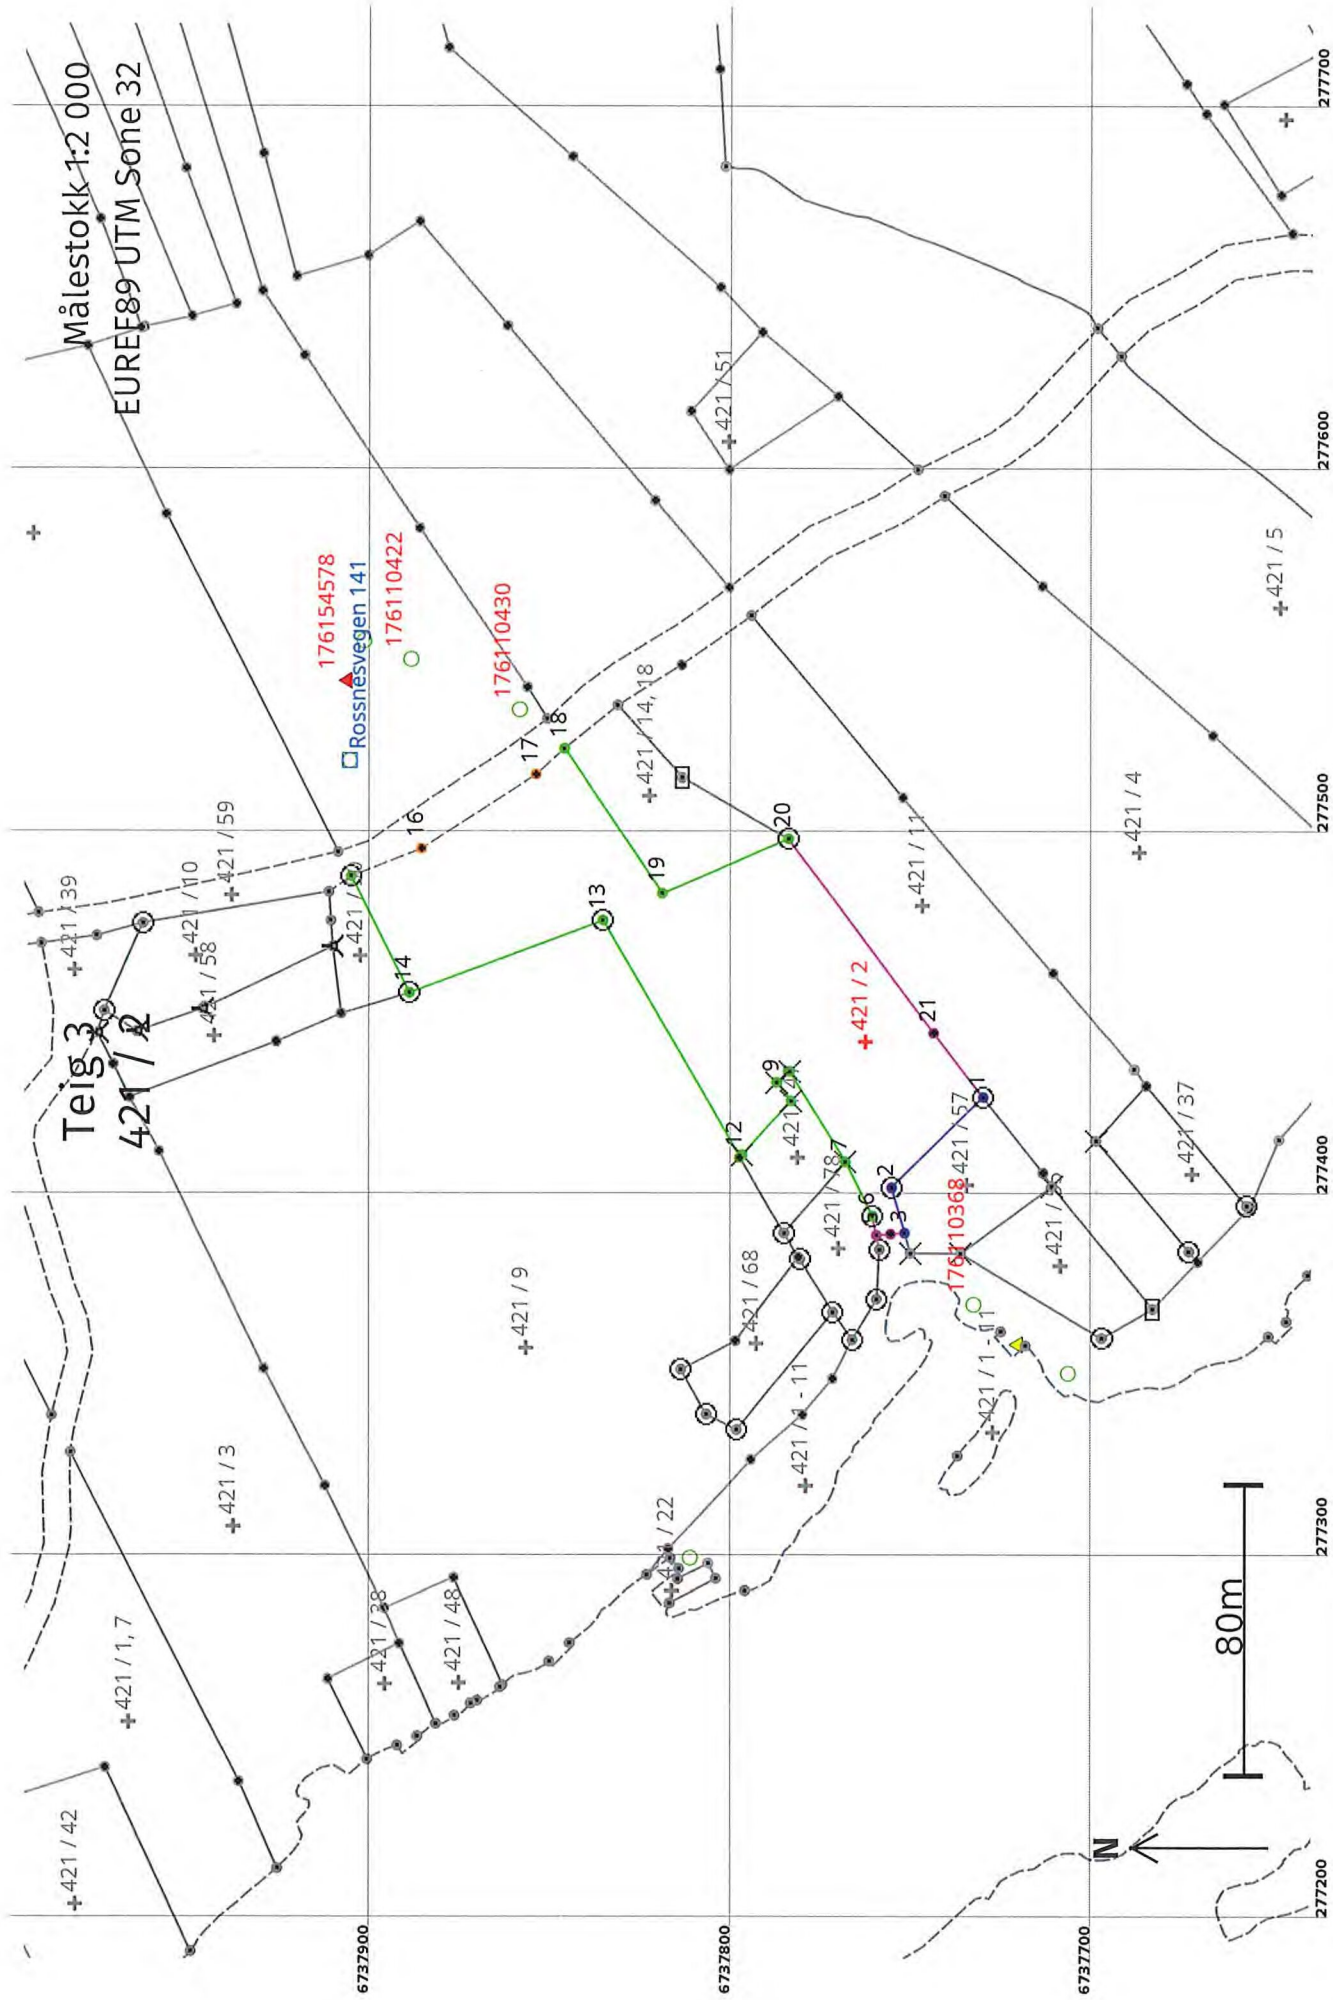 Målestokk 1:2 000
EUREF89 UTM Sone 32
Teig 3
421 / 2
421 / 42
421 / 1, 7
421 / 3
421 / 39
421 / 10
421 / 58
421 / 59
176154578
Rossnesvegen 141
176110422
176110430
421 / 38
421 / 48
421 / 9
14
16
13
17
18
19
20
421 / 14, 18
421 / 51
421 / 22
421 / 1 - 11
421 / 68
421 / 78
12
9
7
6
3
2
1
21
421 / 2
421 / 11
421 / 57
176110368
421 / 1 - 11
421 / 37
421 / 4
421 / 5
80m
N
6737900
6737800
6737700
277200
277300
277400
277500
277600
277700